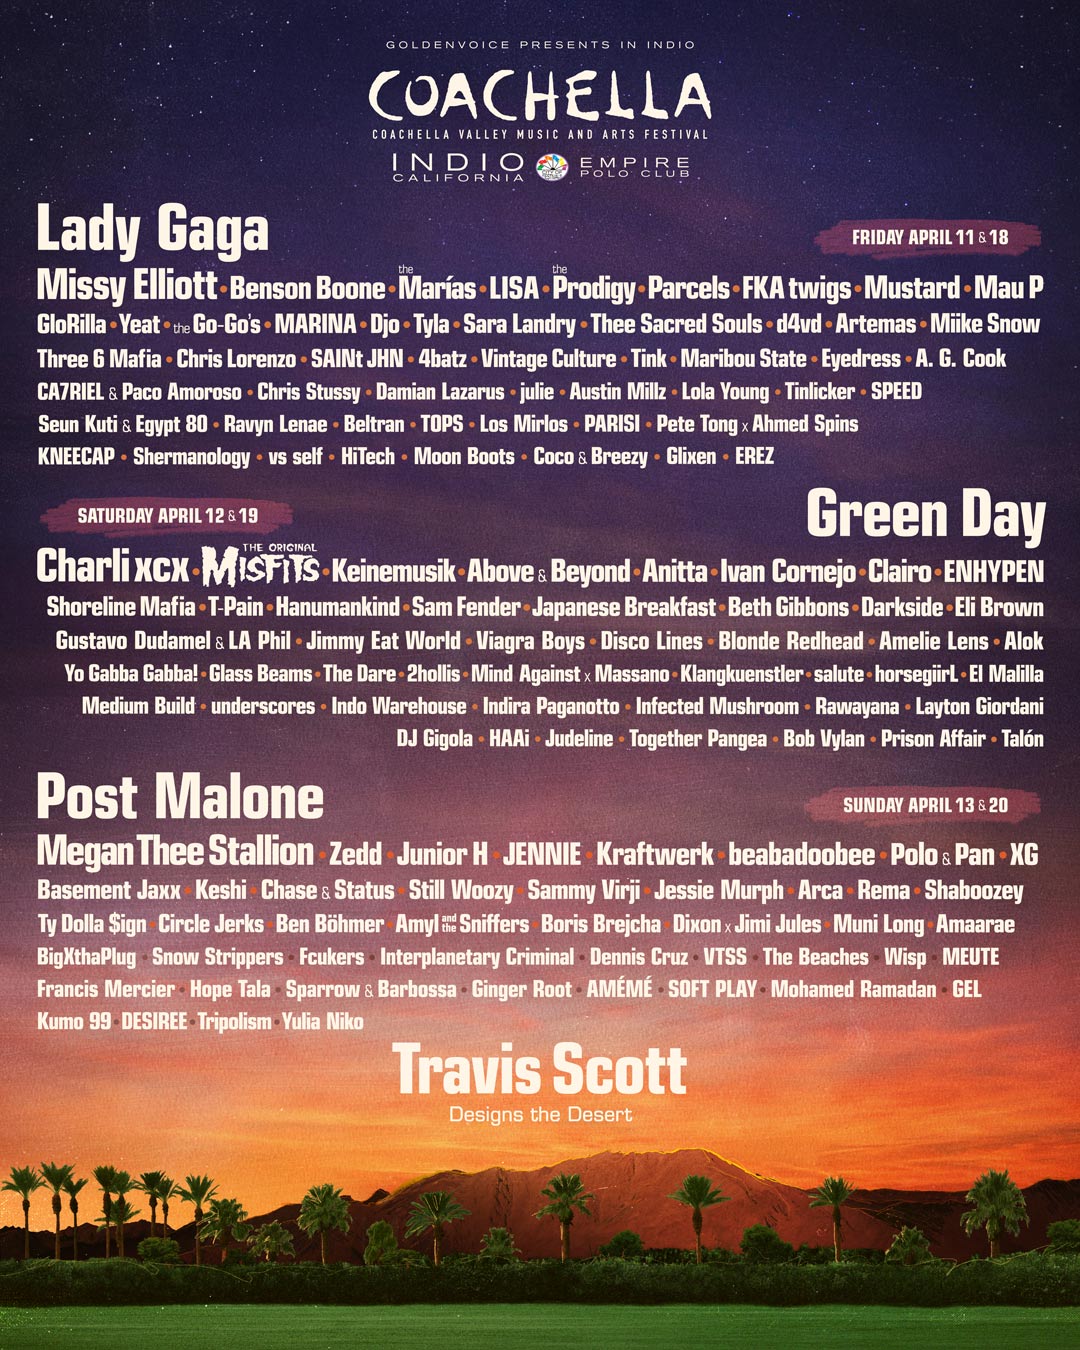 GOLDENVOICE PRESENTS IN INDIO
COACHELLA
COACHELLA VALLEY MUSIC AND ARTS FESTIVAL
INDIO CALIFORNIA EMPIRE POLO CLUB
Lady Gaga
FRIDAY APRIL 11 & 18
Missy Elliott • Benson Boone • the Marías • LISA • the Prodigy • Parcels • FKA twigs • Mustard • Mau P
GloRilla • Yeat • the Go-Go's • MARINA • Djo • Tyla • Sara Landry • Thee Sacred Souls • d4vd • Artemas • Miike Snow
Three 6 Mafia • Chris Lorenzo • SAINt JHN • 4batz • Vintage Culture • Tink • Maribou State • Eyedress • A. G. Cook
CA7RIEL & Paco Amoroso • Chris Stussy • Damian Lazarus • julie • Austin Millz • Lola Young • Tinlicker • SPEED
Seun Kuti & Egypt 80 • Ravyn Lenae • Beltran • TOPS • Los Mirlos • PARISI • Pete Tong x Ahmed Spins
KNEECAP • Shermanology • vs self • HiTech • Moon Boots • Coco & Breezy • Glixen • EREZ
SATURDAY APRIL 12 & 19
Green Day
Charli xcx • THE ORIGINAL MISFITS • Keinemusik • Above & Beyond • Anitta • Ivan Cornejo • Clairo • ENHYPEN
Shoreline Mafia • T-Pain • Hanumankind • Sam Fender • Japanese Breakfast • Beth Gibbons • Darkside • Eli Brown
Gustavo Dudamel & LA Phil • Jimmy Eat World • Viagra Boys • Disco Lines • Blonde Redhead • Amelie Lens • Alok
Yo Gabba Gabba! • Glass Beams • The Dare • 2hollis • Mind Against x Massano • Klangkuenstler • salute • horsegiirL • El Malilla
Medium Build • underscores • Indo Warehouse • Indira Paganotto • Infected Mushroom • Rawayana • Layton Giordani
DJ Gigola • HAAi • Judeline • Together Pangea • Bob Vylan • Prison Affair • Talón
Post Malone
SUNDAY APRIL 13 & 20
Megan Thee Stallion • Zedd • Junior H • JENNIE • Kraftwerk • beabadoobee • Polo & Pan • XG
Basement Jaxx • Keshi • Chase & Status • Still Woozy • Sammy Virji • Jessie Murph • Arca • Rema • Shaboozey
Ty Dolla $ign • Circle Jerks • Ben Böhmer • Amyl and the Sniffers • Boris Brejcha • Dixon x Jimi Jules • Muni Long • Amaarae
BigXthaPlug • Snow Strippers • Fcukers • Interplanetary Criminal • Dennis Cruz • VTSS • The Beaches • Wisp • MEUTE
Francis Mercier • Hope Tala • Sparrow & Barbossa • Ginger Root • AMÉMÉ • SOFT PLAY • Mohamed Ramadan • GEL
Kumo 99 • DESIREE • Tripolism • Yulia Niko
Travis Scott
Designs the Desert